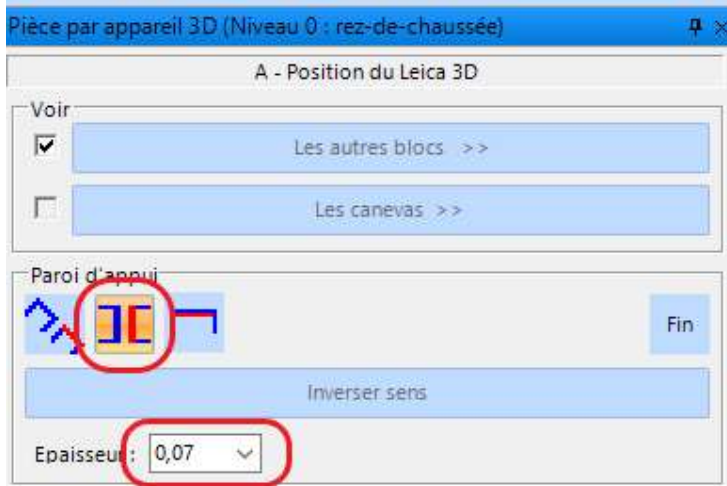 Pièce par appareil 3D (Niveau 0 : rez-de-chaussée)
A - Position du Leica 3D
Voir
Les autres blocs >>
Les canevas >>
Paroi d'appui
Fin
Inverser sens
Epaisseur : 0,07